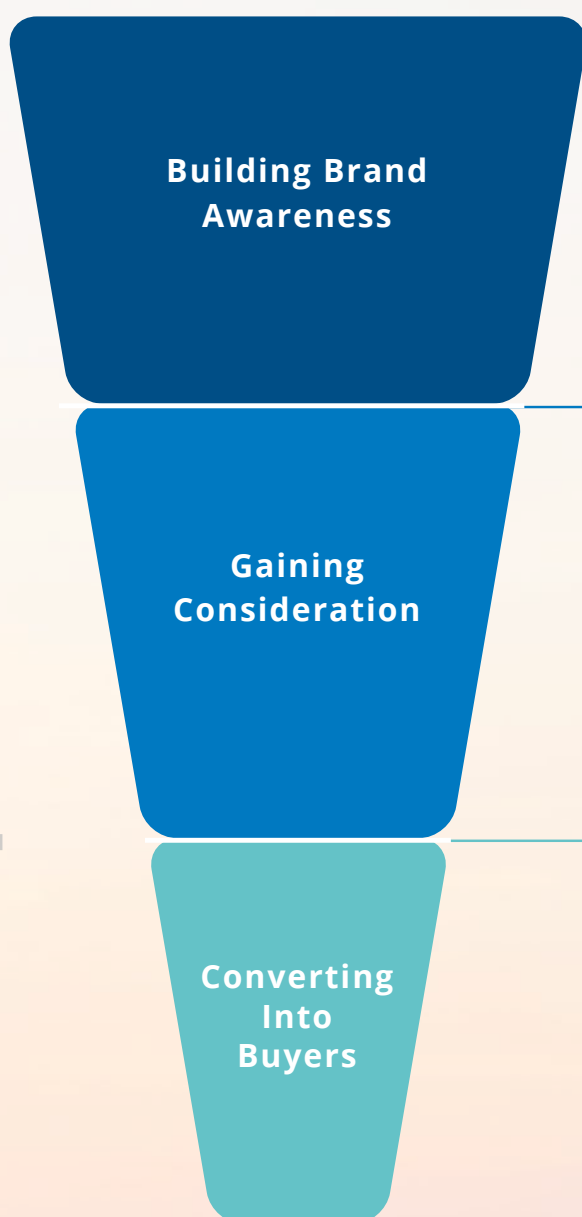 Building Brand
Awareness
Gaining
Consideration
Converting
Into
Buyers